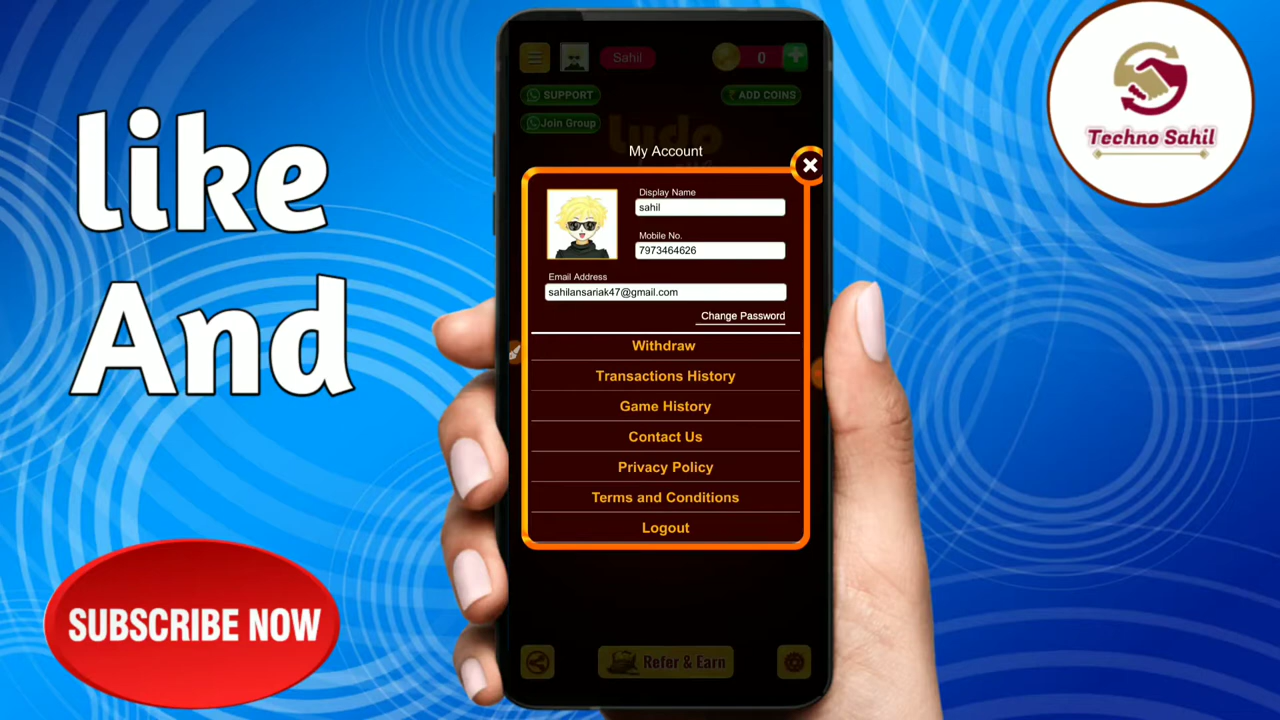 like
And
SUBSCRIBE NOW
Sahil
0
SUPPORT
ADD COINS
Join Group
Ludo
My Account
Display Name
sahil
Mobile No.
7973464626
Email Address
sahilansariak47@gmail.com
Change Password
Withdraw
Transactions History
Game History
Contact Us
Privacy Policy
Terms and Conditions
Logout
Refer & Earn
Techno Sahil